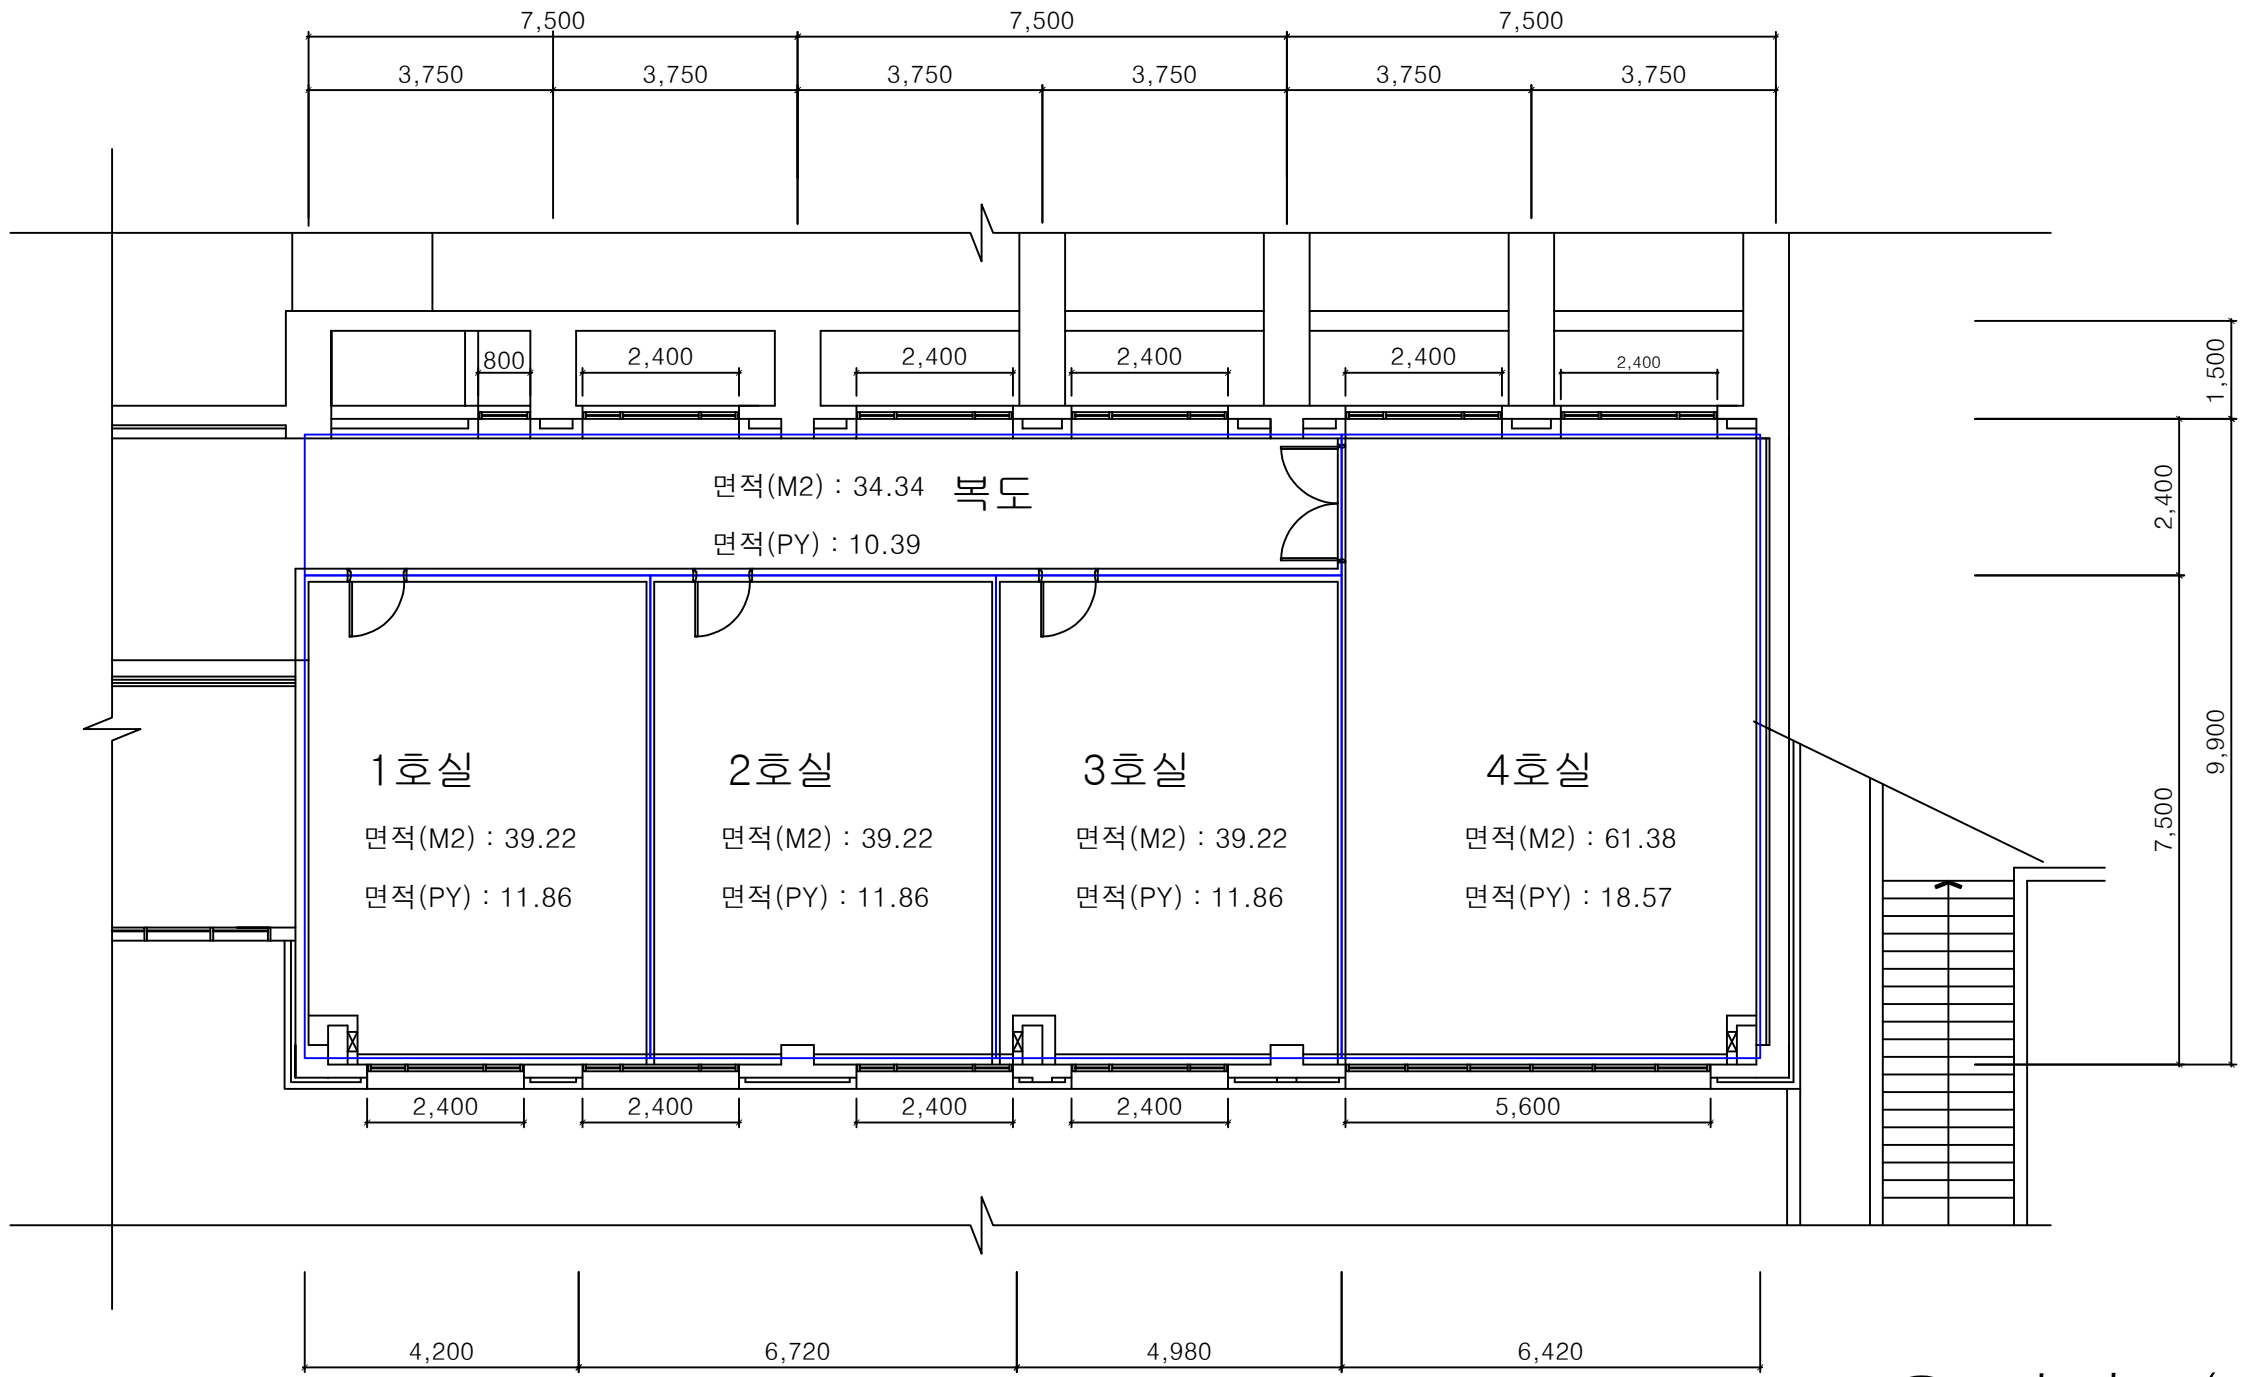 7,500 7,500 7,500
3,750 3,750 3,750 3,750 3,750 3,750
800 2,400 2,400 2,400 2,400 2,400
1,500
면적(M2) : 34.34 복도
면적(PY) : 10.39
2,400
9,900
7,500
1호실 2호실 3호실 4호실
면적(M2) : 39.22 면적(M2) : 39.22 면적(M2) : 39.22 면적(M2) : 61.38
면적(PY) : 11.86 면적(PY) : 11.86 면적(PY) : 11.86 면적(PY) : 18.57
2,400 2,400 2,400 2,400 5,600
4,200 6,720 4,980 6,420